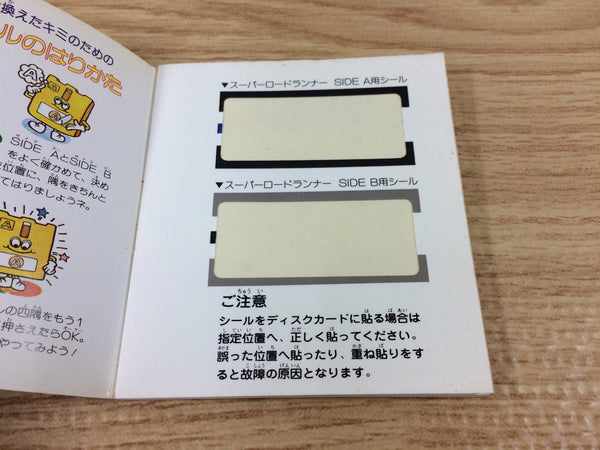 換えたキミのための
ルのはりかた
SIDE AとSIDE B
をよく確かめて、決め
位置に、隅をきちんと
てはりましょうネ。
ルの四隅をもう1
押さえたらOK。
やってみよう!
▼スーパーロードランナー SIDE A用シール
▼スーパーロードランナー SIDE B用シール
ご注意
シールをディスクカードに貼る場合は
指定位置へ、正しく貼ってください。
誤った位置へ貼ったり、重ね貼りをす
ると故障の原因となります。